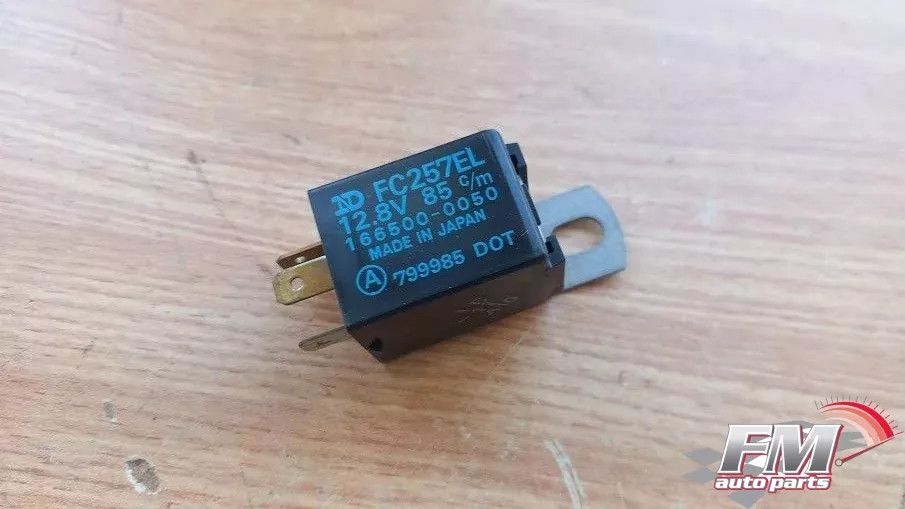 ND FC257EL
12.8V 85 c/m
166500-0050
MADE IN JAPAN
A 799985 DOT
FM
auto parts